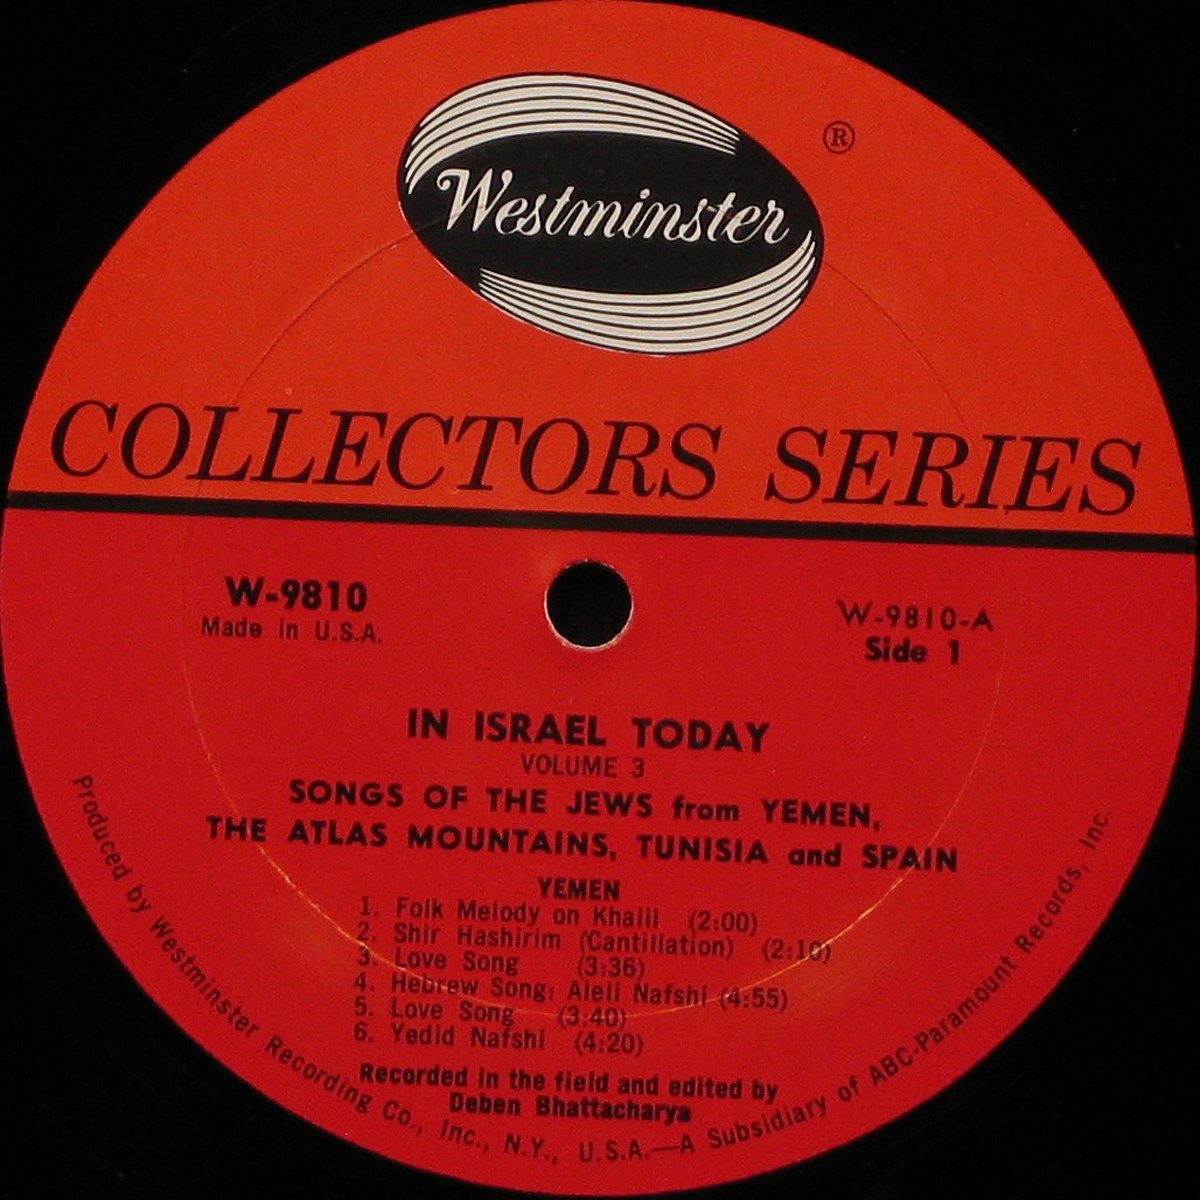 Westminster
®
COLLECTORS SERIES
W-9810
Made in U.S.A.
W-9810-A
Side 1
IN ISRAEL TODAY
VOLUME 3
SONGS OF THE JEWS from YEMEN,
THE ATLAS MOUNTAINS, TUNISIA and SPAIN
YEMEN
1. Folk Melody on Khalil (2:00)
2. Shir Hashirim (Cantillation) (2:10)
3. Love Song (3:36)
4. Hebrew Song: Aleli Nafshi (4:55)
5. Love Song (3:40)
6. Yedid Nafshi (4:20)
Recorded in the field and edited by
Deben Bhattacharya
Produced by Westminster Recording Co., Inc., N.Y., U.S.A.—A Subsidiary of ABC-Paramount Records, Inc.